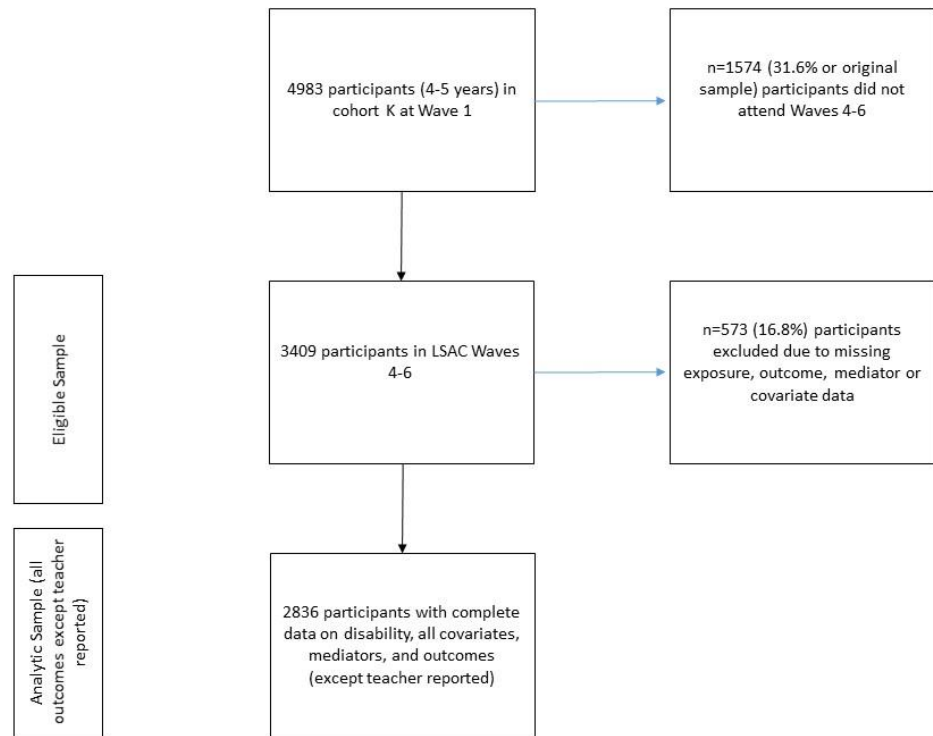 4983 participants (4-5 years) in
cohort K at Wave 1
n=1574 (31.6% or original
sample) participants did not
attend Waves 4-6
Eligible Sample
3409 participants in LSAC Waves
4-6
n=573 (16.8%) participants
excluded due to missing
exposure, outcome, mediator or
covariate data
Analytic Sample (all
outcomes except teacher
reported)
2836 participants with complete
data on disability, all covariates,
mediators, and outcomes
(except teacher reported)